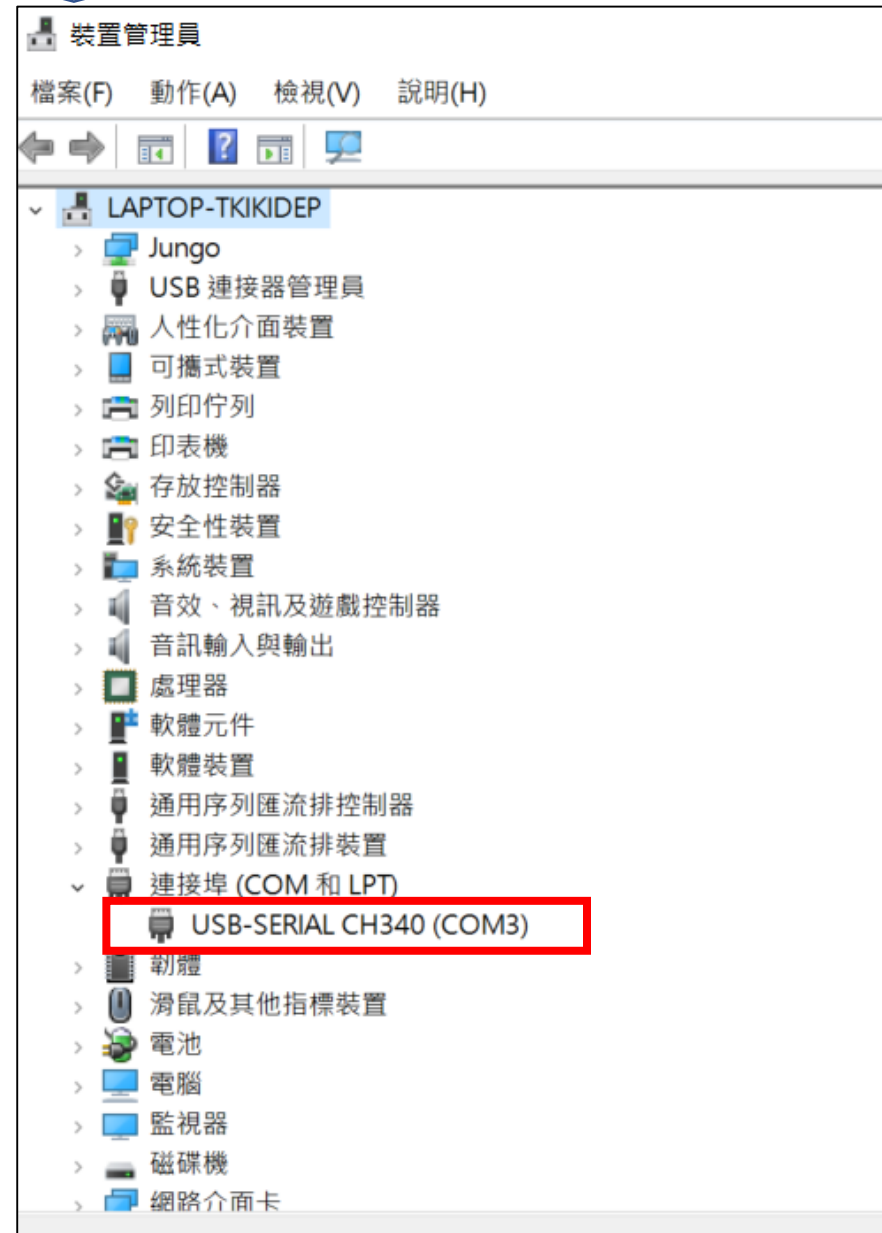 裝置管理員
檔案(F) 動作(A) 檢視(V) 說明(H)
LAPTOP-TKIKIDEP
Jungo
USB 連接器管理員
人性化介面裝置
可攜式裝置
列印佇列
印表機
存放控制器
安全性裝置
系統裝置
音效、視訊及遊戲控制器
音訊輸入與輸出
處理器
軟體元件
軟體裝置
通用序列匯流排控制器
通用序列匯流排裝置
連接埠 (COM 和 LPT)
USB-SERIAL CH340 (COM3)
韌體
滑鼠及其他指標裝置
電池
電腦
監視器
磁碟機
網路介面卡